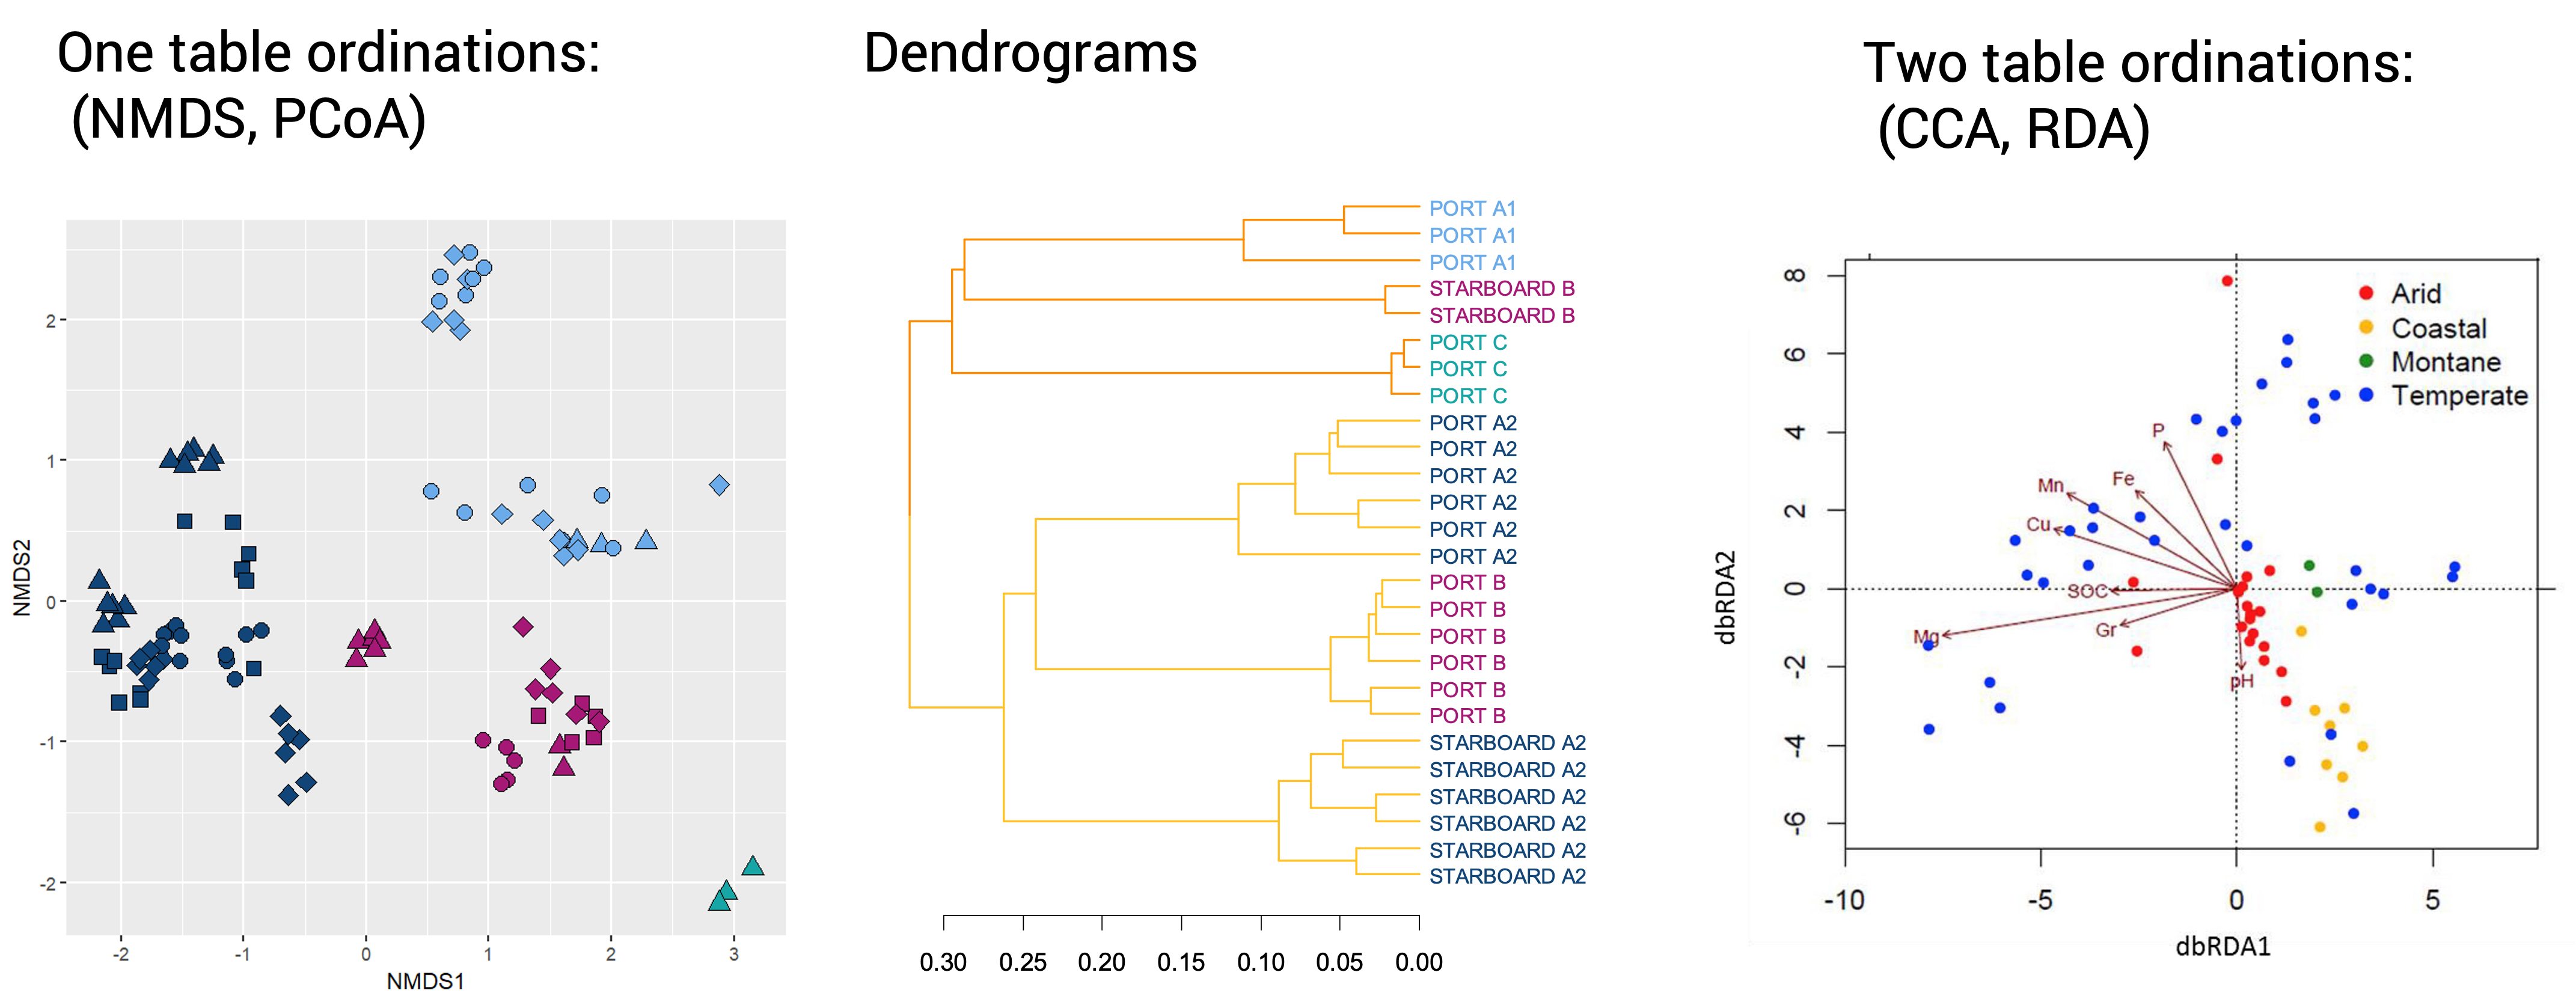 One table ordinations:
(NMDS, PCoA)
NMDS2
2
1
0
-1
-2
-2
-1
0
1
2
3
NMDS1
Dendrograms
PORT A1
PORT A1
PORT A1
STARBOARD B
STARBOARD B
PORT C
PORT C
PORT C
PORT A2
PORT A2
PORT A2
PORT A2
PORT A2
PORT A2
PORT B
PORT B
PORT B
PORT B
PORT B
PORT B
STARBOARD A2
STARBOARD A2
STARBOARD A2
STARBOARD A2
STARBOARD A2
STARBOARD A2
0.30 0.25 0.20 0.15 0.10 0.05 0.00
Two table ordinations:
(CCA, RDA)
dbRDA2
8
6
4
2
0
-2
-4
-6
Arid
Coastal
Montane
Temperate
P
Fe
Mn
Cu
SOC
Gr
Mg
pH
-10 -5 0 5
dbRDA1